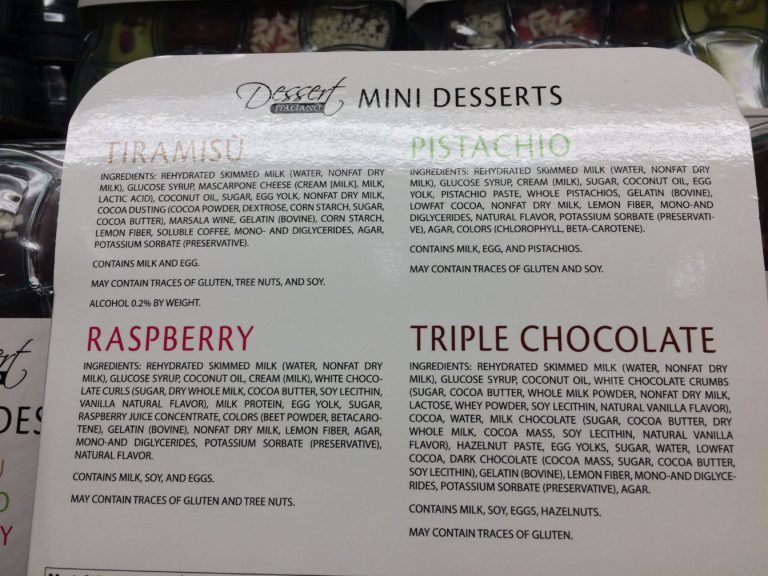 Dessert
ITALIANO
MINI DESSERTS
TIRAMISÙ
INGREDIENTS: REHYDRATED SKIMMED MILK (WATER, NONFAT DRY
MILK), GLUCOSE SYRUP, MASCARPONE CHEESE (CREAM [MILK], MILK,
LACTIC ACID), COCONUT OIL, SUGAR, EGG YOLK, NONFAT DRY MILK,
COCOA DUSTING (COCOA POWDER, DEXTROSE, CORN STARCH, SUGAR,
COCOA BUTTER), MARSALA WINE, GELATIN (BOVINE), CORN STARCH,
LEMON FIBER, SOLUBLE COFFEE, MONO- AND DIGLYCERIDES, AGAR,
POTASSIUM SORBATE (PRESERVATIVE).
CONTAINS MILK AND EGG.
MAY CONTAIN TRACES OF GLUTEN, TREE NUTS, AND SOY.
ALCOHOL 0.2% BY WEIGHT.
PISTACHIO
INGREDIENTS: REHYDRATED SKIMMED MILK (WATER, NONFAT DRY
MILK), GLUCOSE SYRUP, CREAM (MILK), SUGAR, COCONUT OIL, EGG
YOLK, PISTACHIO PASTE, WHOLE PISTACHIOS, GELATIN (BOVINE),
LOWFAT COCOA, NONFAT DRY MILK, LEMON FIBER, MONO-AND
DIGLYCERIDES, NATURAL FLAVOR, POTASSIUM SORBATE (PRESERVATI-
VE), AGAR, COLORS (CHLOROPHYLL, BETA-CAROTENE).
CONTAINS MILK, EGG, AND PISTACHIOS.
MAY CONTAIN TRACES OF GLUTEN AND SOY.
RASPBERRY
INGREDIENTS: REHYDRATED SKIMMED MILK (WATER, NONFAT DRY
MILK), GLUCOSE SYRUP, COCONUT OIL, CREAM (MILK), WHITE CHOCO-
LATE CURLS (SUGAR, DRY WHOLE MILK, COCOA BUTTER, SOY LECITHIN,
VANILLA NATURAL FLAVOR), MILK PROTEIN, EGG YOLK, SUGAR,
RASPBERRY JUICE CONCENTRATE, COLORS (BEET POWDER, BETACARO-
TENE), GELATIN (BOVINE), NONFAT DRY MILK, LEMON FIBER, AGAR,
MONO-AND DIGLYCERIDES, POTASSIUM SORBATE (PRESERVATIVE),
NATURAL FLAVOR.
CONTAINS MILK, SOY, AND EGGS.
MAY CONTAIN TRACES OF GLUTEN AND TREE NUTS.
TRIPLE CHOCOLATE
INGREDIENTS: REHYDRATED SKIMMED MILK (WATER, NONFAT DRY
MILK), GLUCOSE SYRUP, COCONUT OIL, WHITE CHOCOLATE CRUMBS
(SUGAR, COCOA BUTTER, WHOLE MILK POWDER, NONFAT DRY MILK,
LACTOSE, WHEY POWDER, SOY LECITHIN, NATURAL VANILLA FLAVOR),
COCOA, WATER, MILK CHOCOLATE (SUGAR, COCOA BUTTER, DRY
WHOLE MILK, COCOA MASS, SOY LECITHIN, NATURAL VANILLA
FLAVOR), HAZELNUT PASTE, EGG YOLKS, SUGAR, WATER, LOWFAT
COCOA, DARK CHOCOLATE (COCOA MASS, SUGAR, COCOA BUTTER,
SOY LECITHIN), GELATIN (BOVINE), LEMON FIBER, MONO-AND DIGLYCE-
RIDES, POTASSIUM SORBATE (PRESERVATIVE), AGAR.
CONTAINS MILK, SOY, EGGS, HAZELNUTS.
MAY CONTAIN TRACES OF GLUTEN.